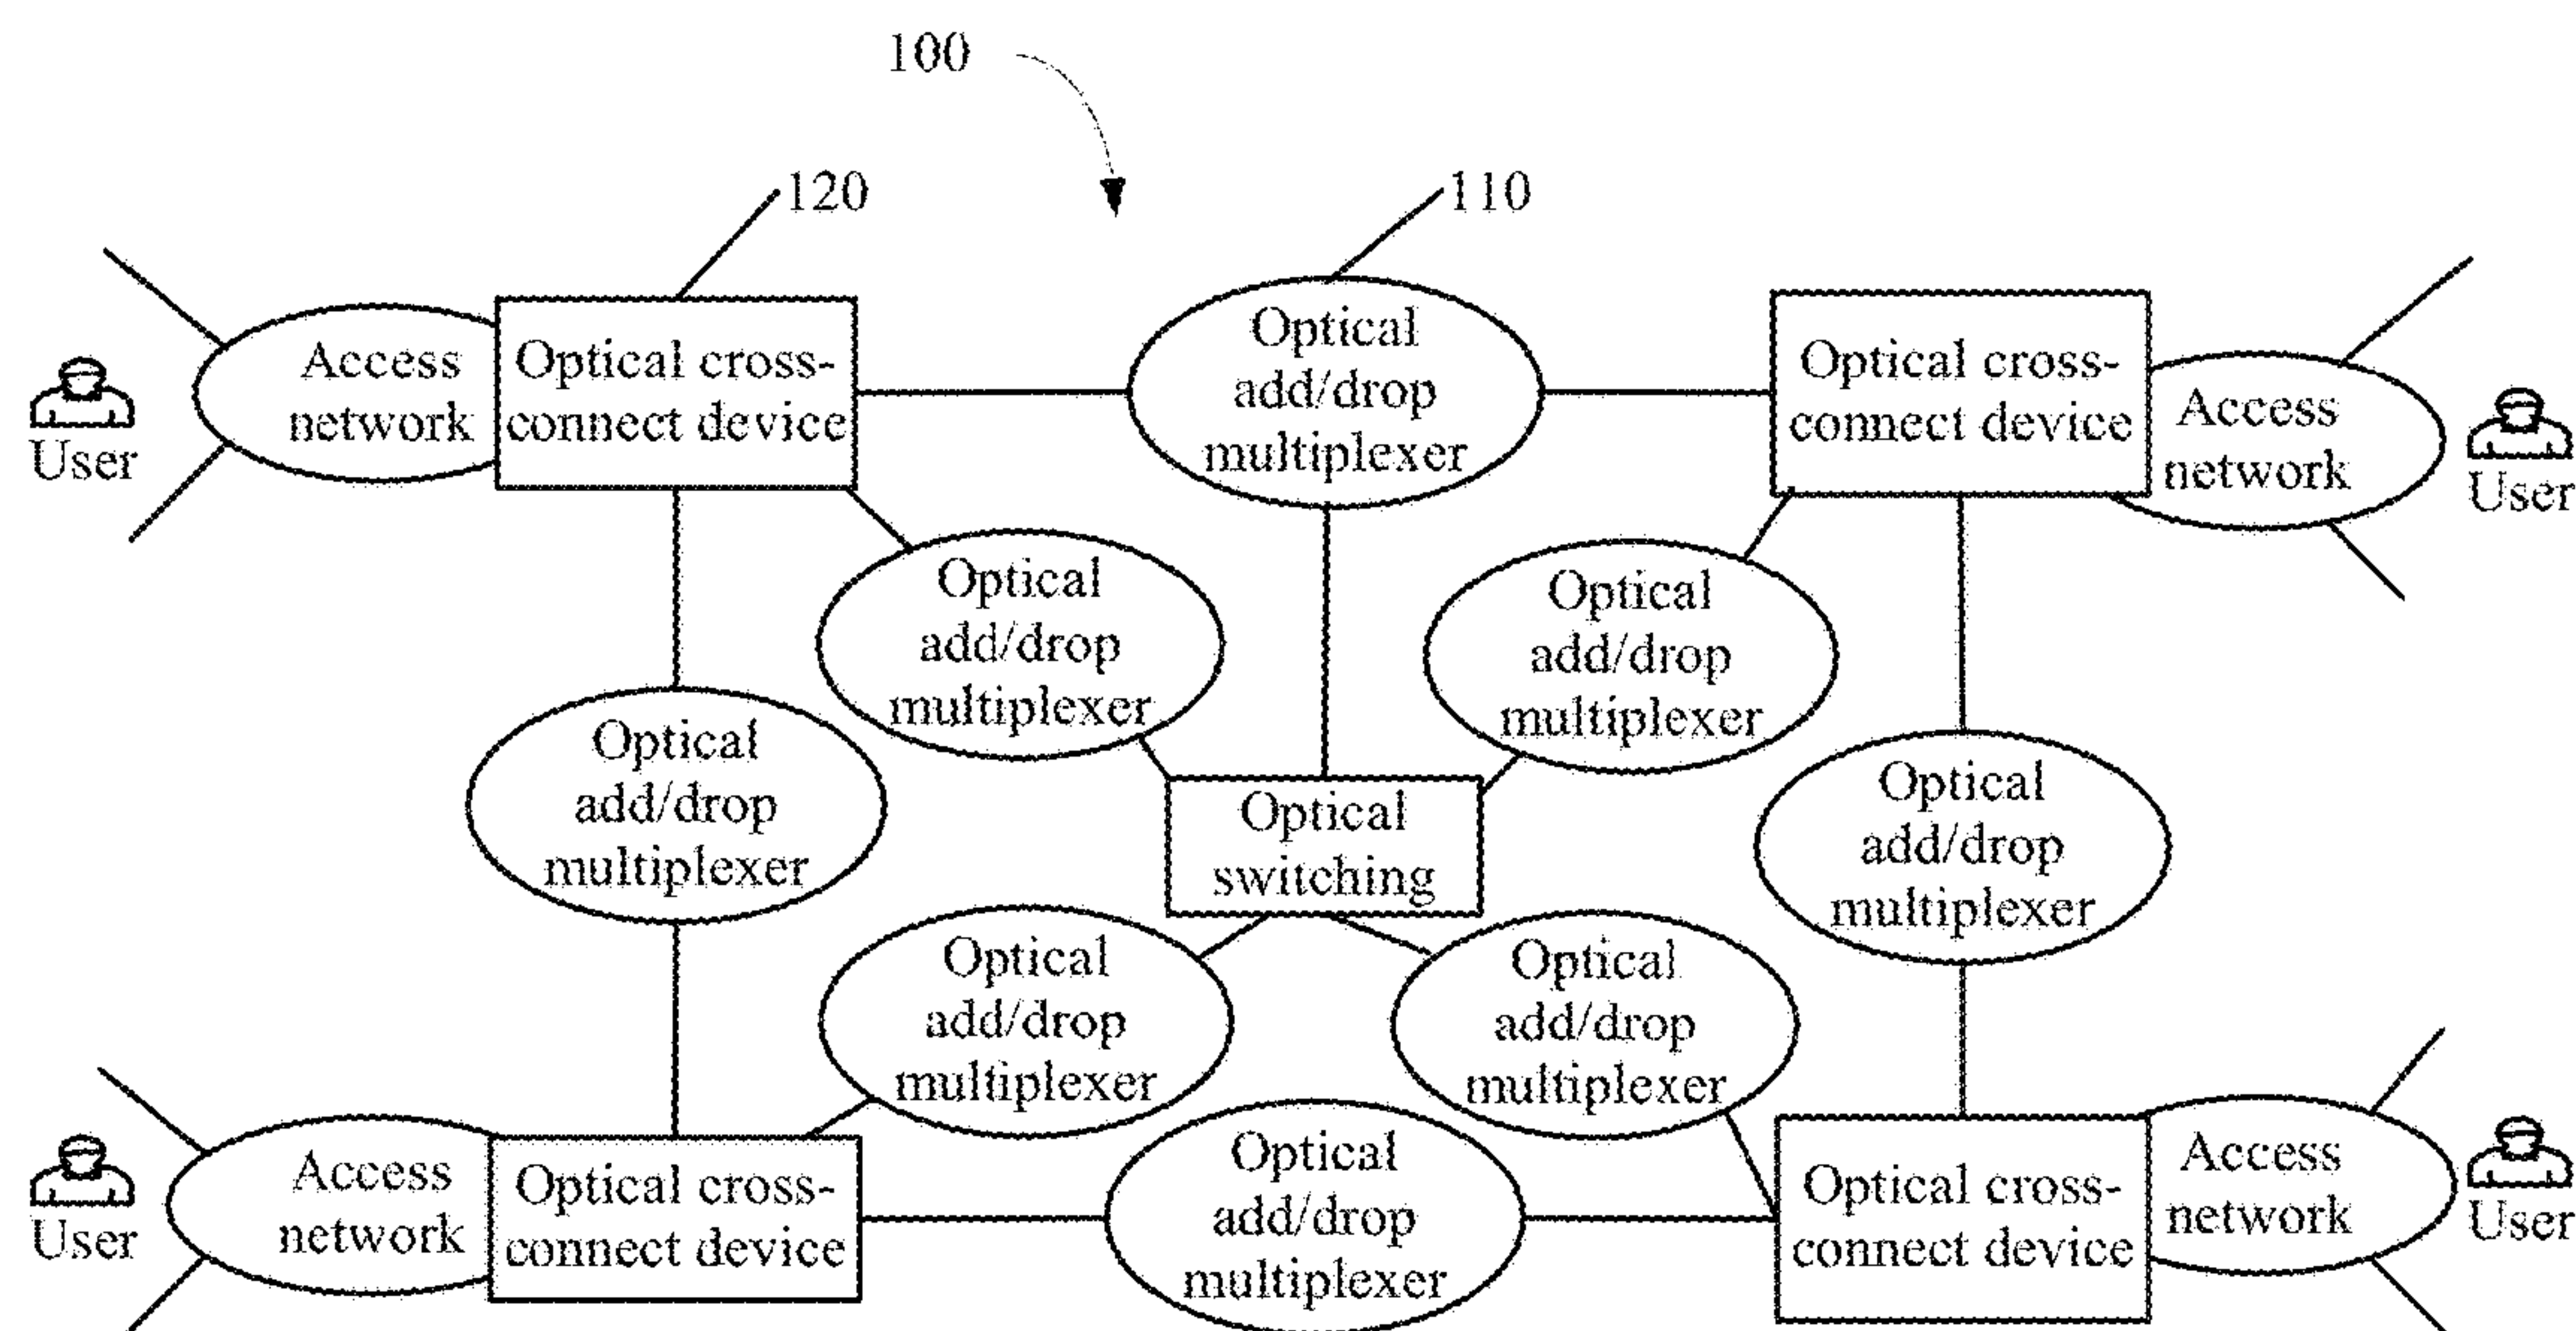 100
120
110
Access
network
Optical cross-
connect device
Optical
add/drop
multiplexer
Optical cross-
connect device
Access
network
User
User
Optical
add/drop
multiplexer
Optical
add/drop
multiplexer
Optical
add/drop
multiplexer
Optical
switching
Optical
add/drop
multiplexer
Optical
add/drop
multiplexer
Optical
add/drop
multiplexer
Access
network
Optical cross-
connect device
Optical
add/drop
multiplexer
Optical cross-
connect device
Access
network
User
User